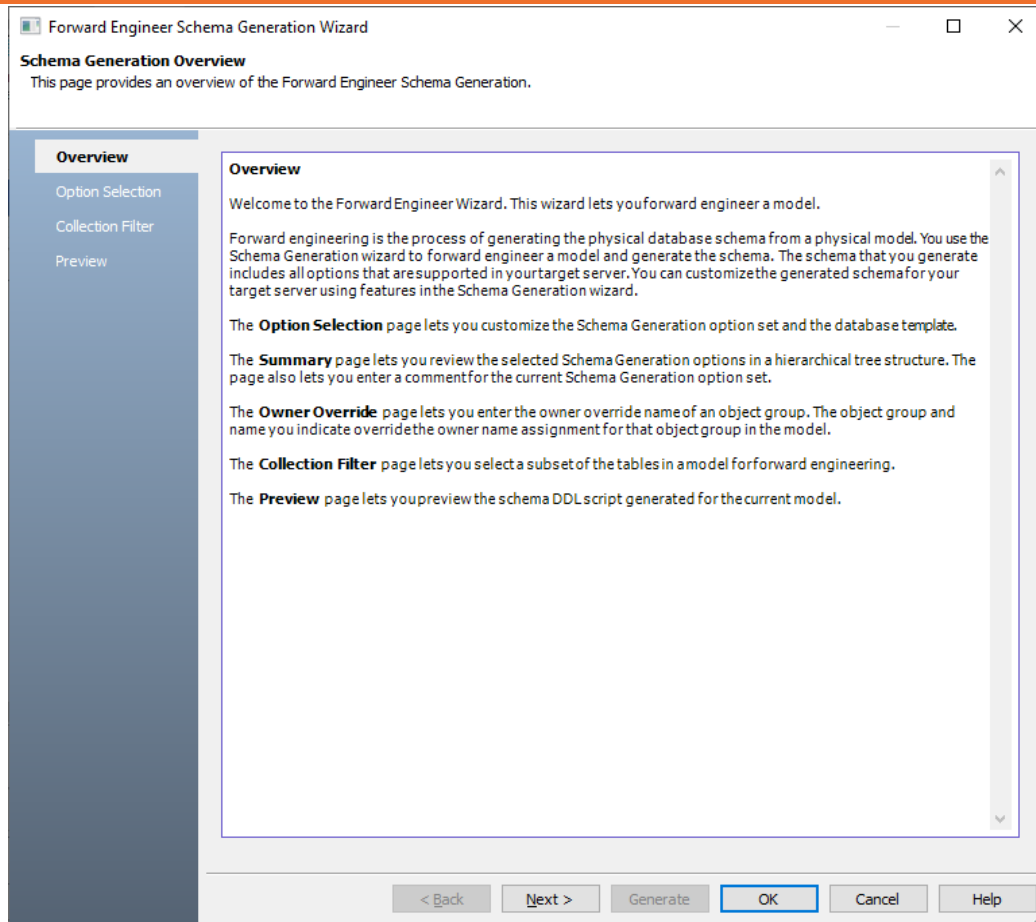 Forward Engineer Schema Generation Wizard
Schema Generation Overview
This page provides an overview of the Forward Engineer Schema Generation.
Overview
Option Selection
Collection Filter
Preview
Overview
Welcome to the Forward Engineer Wizard. This wizard lets you forward engineer a model.
Forward engineering is the process of generating the physical database schema from a physical model. You use the
Schema Generation wizard to forward engineer a model and generate the schema. The schema that you generate
includes all options that are supported in your target server. You can customize the generated schema for your
target server using features in the Schema Generation wizard.
The Option Selection page lets you customize the Schema Generation option set and the database template.
The Summary page lets you review the selected Schema Generation options in a hierarchical tree structure. The
page also lets you enter a comment for the current Schema Generation option set.
The Owner Override page lets you enter the owner override name of an object group. The object group and
name you indicate override the owner name assignment for that object group in the model.
The Collection Filter page lets you select a subset of the tables in a model for forward engineering.
The Preview page lets you preview the schema DDL script generated for the current model.
< Back Next > Generate OK Cancel Help